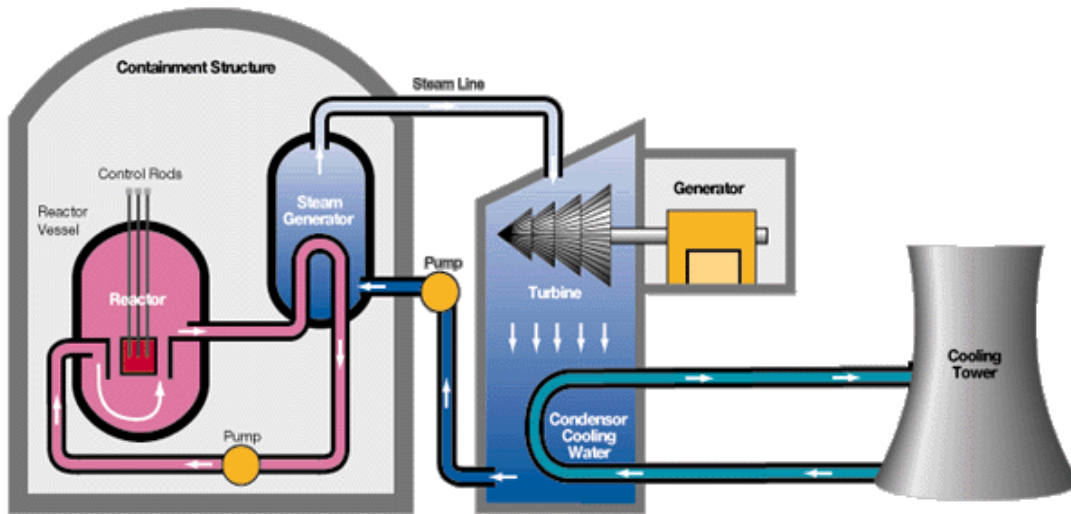 Containment Structure
Steam Line
Control Rods
Reactor
Vessel
Steam
Generator
Generator
Pump
Reactor
Turbine
Cooling
Tower
Condensor
Cooling
Water
Pump